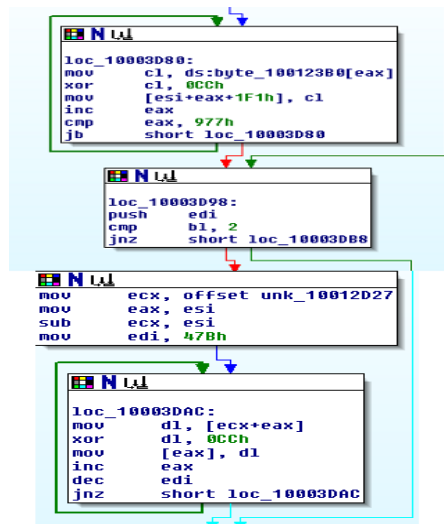 N
loc_10003D80:
mov cl, ds:byte_100123B0[eax]
xor cl, 0CCh
mov [esi+eax+1F1h], cl
inc eax
cmp eax, 977h
jb short loc_10003D80
N
loc_10003D98:
push edi
cmp bl, 2
jnz short loc_10003DB8
N
mov ecx, offset unk_10012D27
mov eax, esi
sub ecx, esi
mov edi, 47Bh
N
loc_10003DAC:
mov dl, [ecx+eax]
xor dl, 0CCh
mov [eax], dl
inc eax
dec edi
jnz short loc_10003DAC